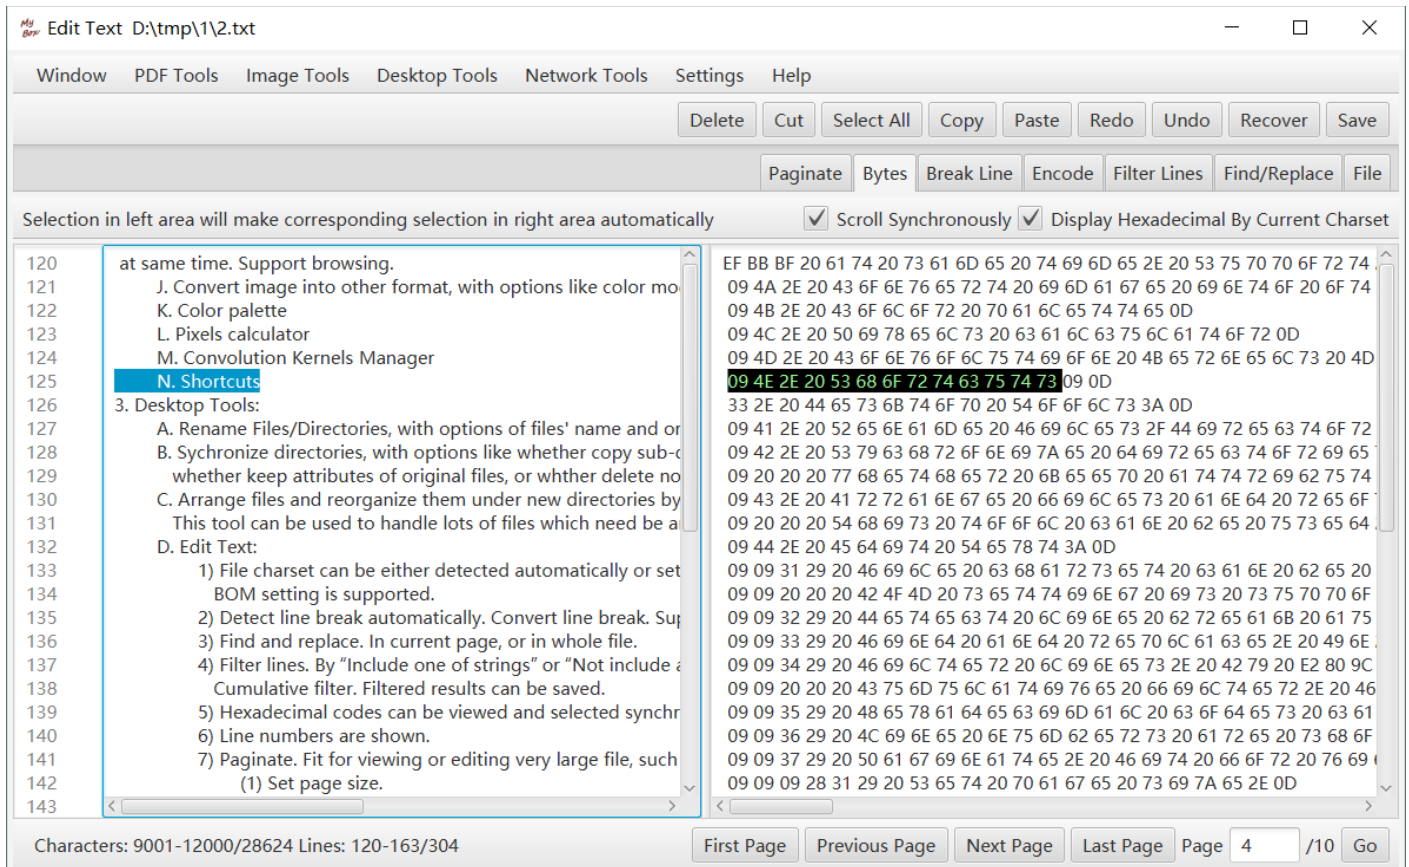 My Box Edit Text D:\tmp\1\2.txt
Window PDF Tools Image Tools Desktop Tools Network Tools Settings Help
Delete Cut Select All Copy Paste Redo Undo Recover Save
Paginate Bytes Break Line Encode Filter Lines Find/Replace File
Selection in left area will make corresponding selection in right area automatically Scroll Synchronously Display Hexadecimal By Current Charset
120 at same time. Support browsing. EF BB BF 20 61 74 20 73 61 6D 65 20 74 69 6D 65 2E 20 53 75 70 70 6F 72 74
121 J. Convert image into other format, with options like color mo 09 4A 2E 20 43 6F 6E 76 65 72 74 20 69 6D 61 67 65 20 69 6E 74 6F 20 6F 74
122 K. Color palette 09 4B 2E 20 43 6F 6C 6F 72 20 70 61 6C 65 74 74 65 0D
123 L. Pixels calculator 09 4C 2E 20 50 69 78 65 6C 73 20 63 61 6C 63 75 6C 61 74 6F 72 0D
124 M. Convolution Kernels Manager 09 4D 2E 20 43 6F 6E 76 6F 6C 75 74 69 6F 6E 20 4B 65 72 6E 65 6C 73 20 4D
125 N. Shortcuts 09 4E 2E 20 53 68 6F 72 74 63 75 74 73 09 0D
126 3. Desktop Tools: 33 2E 20 44 65 73 6B 74 6F 70 20 54 6F 6F 6C 73 3A 0D
127 A. Rename Files/Directories, with options of files' name and or 09 41 2E 20 52 65 6E 61 6D 65 20 46 69 6C 65 73 2F 44 69 72 65 63 74 6F 72
128 B. Sychronize directories, with options like whether copy sub- 09 42 2E 20 53 79 63 68 72 6F 6E 69 7A 65 20 64 69 72 65 63 74 6F 72 69 65
129 whether keep attributes of original files, or whther delete no 09 20 20 20 77 68 65 74 68 65 72 20 6B 65 65 70 20 61 74 74 72 69 62 75 74
130 C. Arrange files and reorganize them under new directories by 09 43 2E 20 41 72 72 61 6E 67 65 20 66 69 6C 65 73 20 61 6E 64 20 72 65 6F
131 This tool can be used to handle lots of files which need be a 09 20 20 20 54 68 69 73 20 74 6F 6F 6C 20 63 61 6E 20 62 65 20 75 73 65 64
132 D. Edit Text: 09 44 2E 20 45 64 69 74 20 54 65 78 74 3A 0D
133 1) File charset can be either detected automatically or set 09 09 31 29 20 46 69 6C 65 20 63 68 61 72 73 65 74 20 63 61 6E 20 62 65 20
134 BOM setting is supported. 09 09 20 20 20 42 4F 4D 20 73 65 74 74 69 6E 67 20 69 73 20 73 75 70 70 6F
135 2) Detect line break automatically. Convert line break. Sup 09 09 32 29 20 44 65 74 65 63 74 20 6C 69 6E 65 20 62 72 65 61 6B 20 61 75
136 3) Find and replace. In current page, or in whole file. 09 09 33 29 20 46 69 6E 64 20 61 6E 64 20 72 65 70 6C 61 63 65 2E 20 49 6E
137 4) Filter lines. By “Include one of strings” or “Not include a 09 09 34 29 20 46 69 6C 74 65 72 20 6C 69 6E 65 73 2E 20 42 79 20 E2 80 9C
138 Cumulative filter. Filtered results can be saved. 09 09 20 20 20 43 75 6D 75 6C 61 74 69 76 65 20 66 69 6C 74 65 72 2E 20 46
139 5) Hexadecimal codes can be viewed and selected synchr 09 09 35 29 20 48 65 78 61 64 65 63 69 6D 61 6C 20 63 6F 64 65 73 20 63 61
140 6) Line numbers are shown. 09 09 36 29 20 4C 69 6E 65 20 6E 75 6D 62 65 72 73 20 61 72 65 20 73 68 6F
141 7) Paginate. Fit for viewing or editing very large file, such 09 09 37 29 20 50 61 67 69 6E 61 74 65 2E 20 46 69 74 20 66 6F 72 20 76 69
142 (1) Set page size. 09 09 09 28 31 29 20 53 65 74 20 70 61 67 65 20 73 69 7A 65 2E 0D
143
Characters: 9001-12000/28624 Lines: 120-163/304 First Page Previous Page Next Page Last Page Page 4 /10 Go